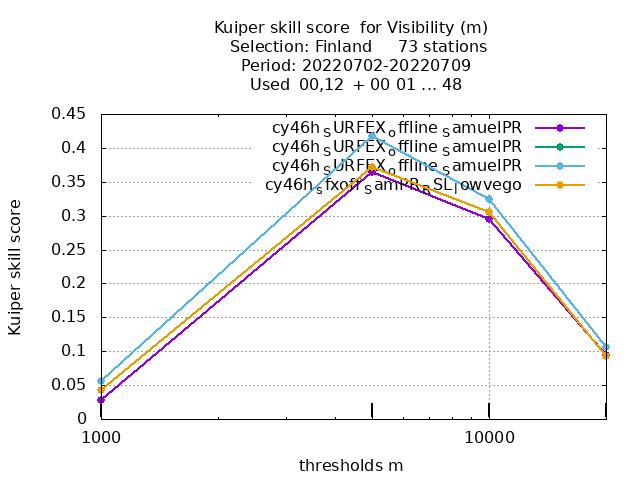 Kuiper skill score  for Visibility (m)
Selection: Finland     73 stations
Period: 20220702-20220709
Used  00,12  + 00 01 ... 48
0.45
0.4
0.35
0.3
0.25
0.2
0.15
0.1
0.05
0
Kuiper skill score
cy46h_SURFEX_offline_SamuelPR
cy46h_SURFEX_offline_SamuelPR
cy46h_SURFEX_offline_SamuelPR
cy46h_sfxoff_SamPR_RSL_lowvego
1000
10000
thresholds m